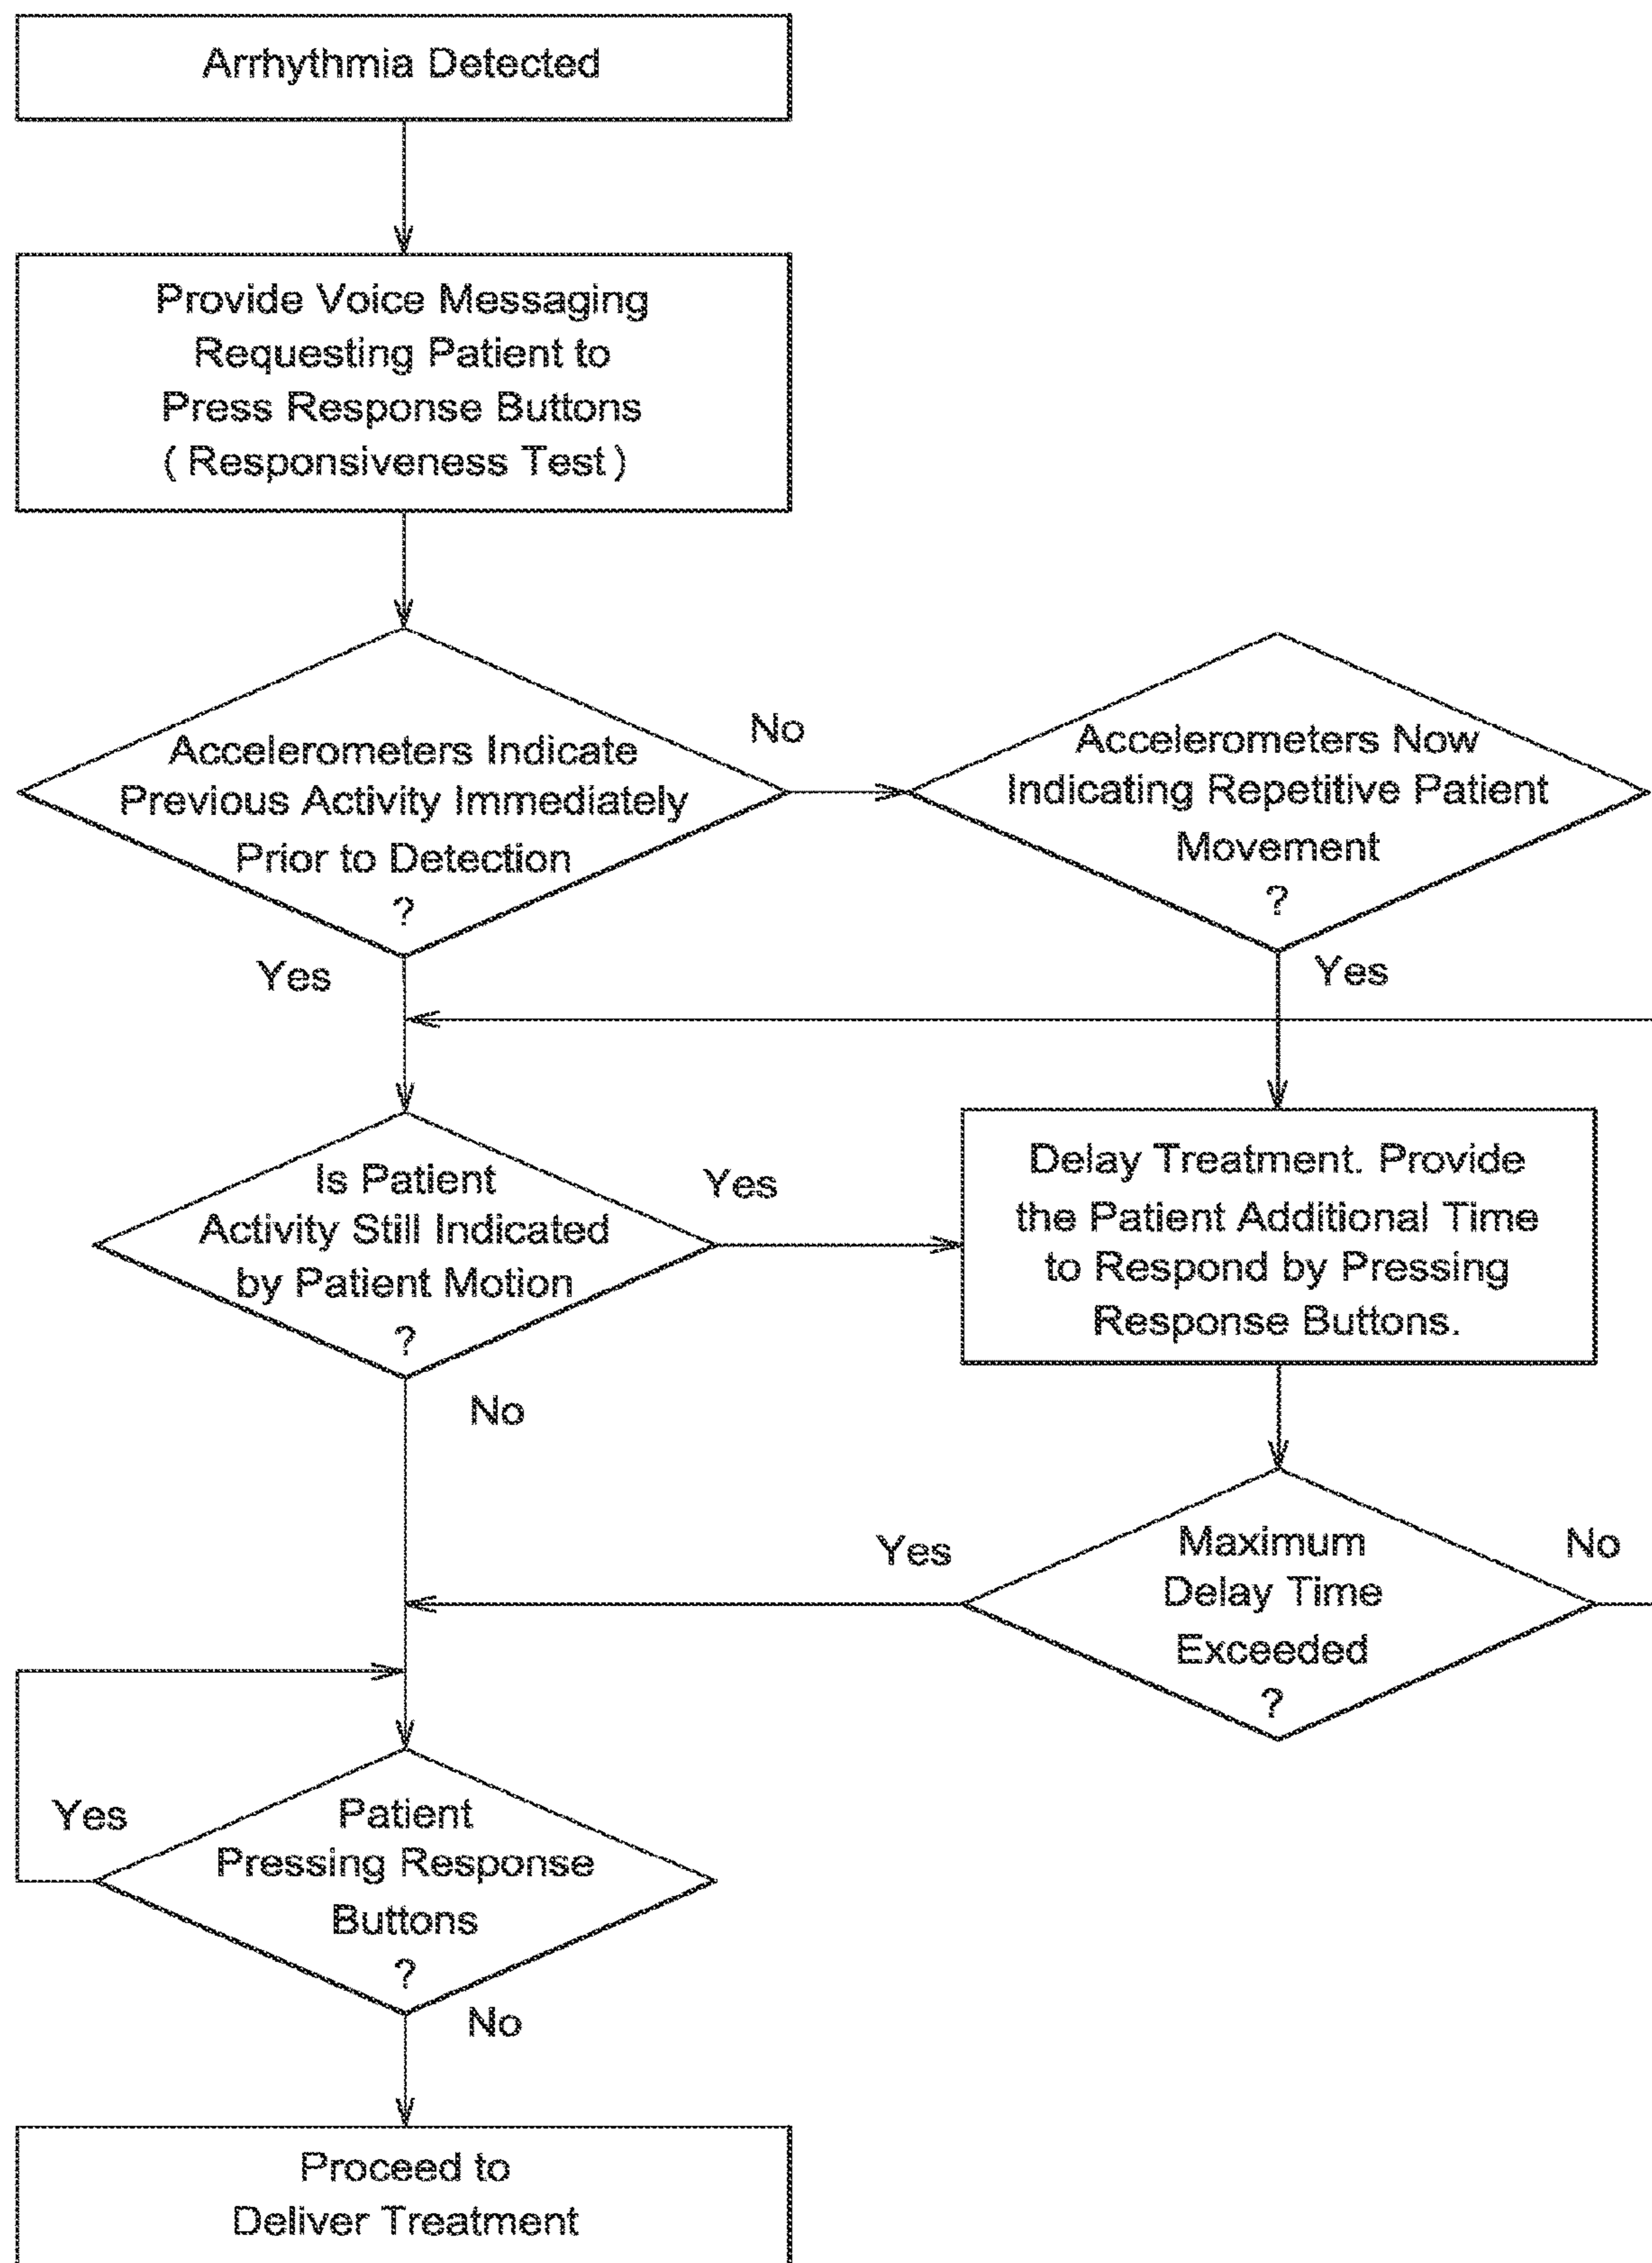 Arrhythmia Detected
Provide Voice Messaging
Requesting Patient to
Press Response Buttons
( Responsiveness Test )
Accelerometers Indicate
Previous Activity Immediately
Prior to Detection
?
No
Accelerometers Now
Indicating Repetitive Patient
Movement
?
Yes
Yes
Is Patient
Activity Still Indicated
by Patient Motion
?
Yes
Delay Treatment. Provide
the Patient Additional Time
to Respond by Pressing
Response Buttons.
No
Yes
Maximum
Delay Time
Exceeded
?
No
Yes
Patient
Pressing Response
Buttons
?
No
Proceed to
Deliver Treatment